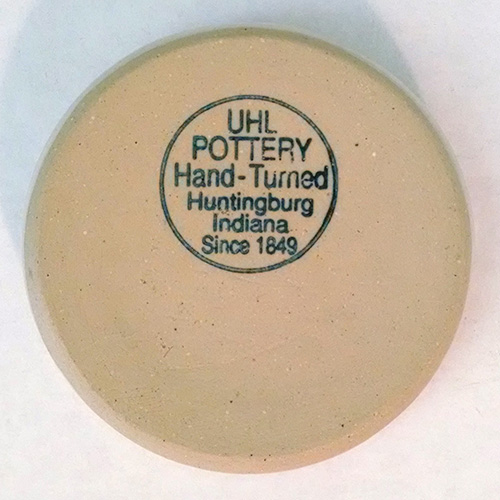 UHL
POTTERY
Hand-Turned
Huntingburg
Indiana
Since 1849